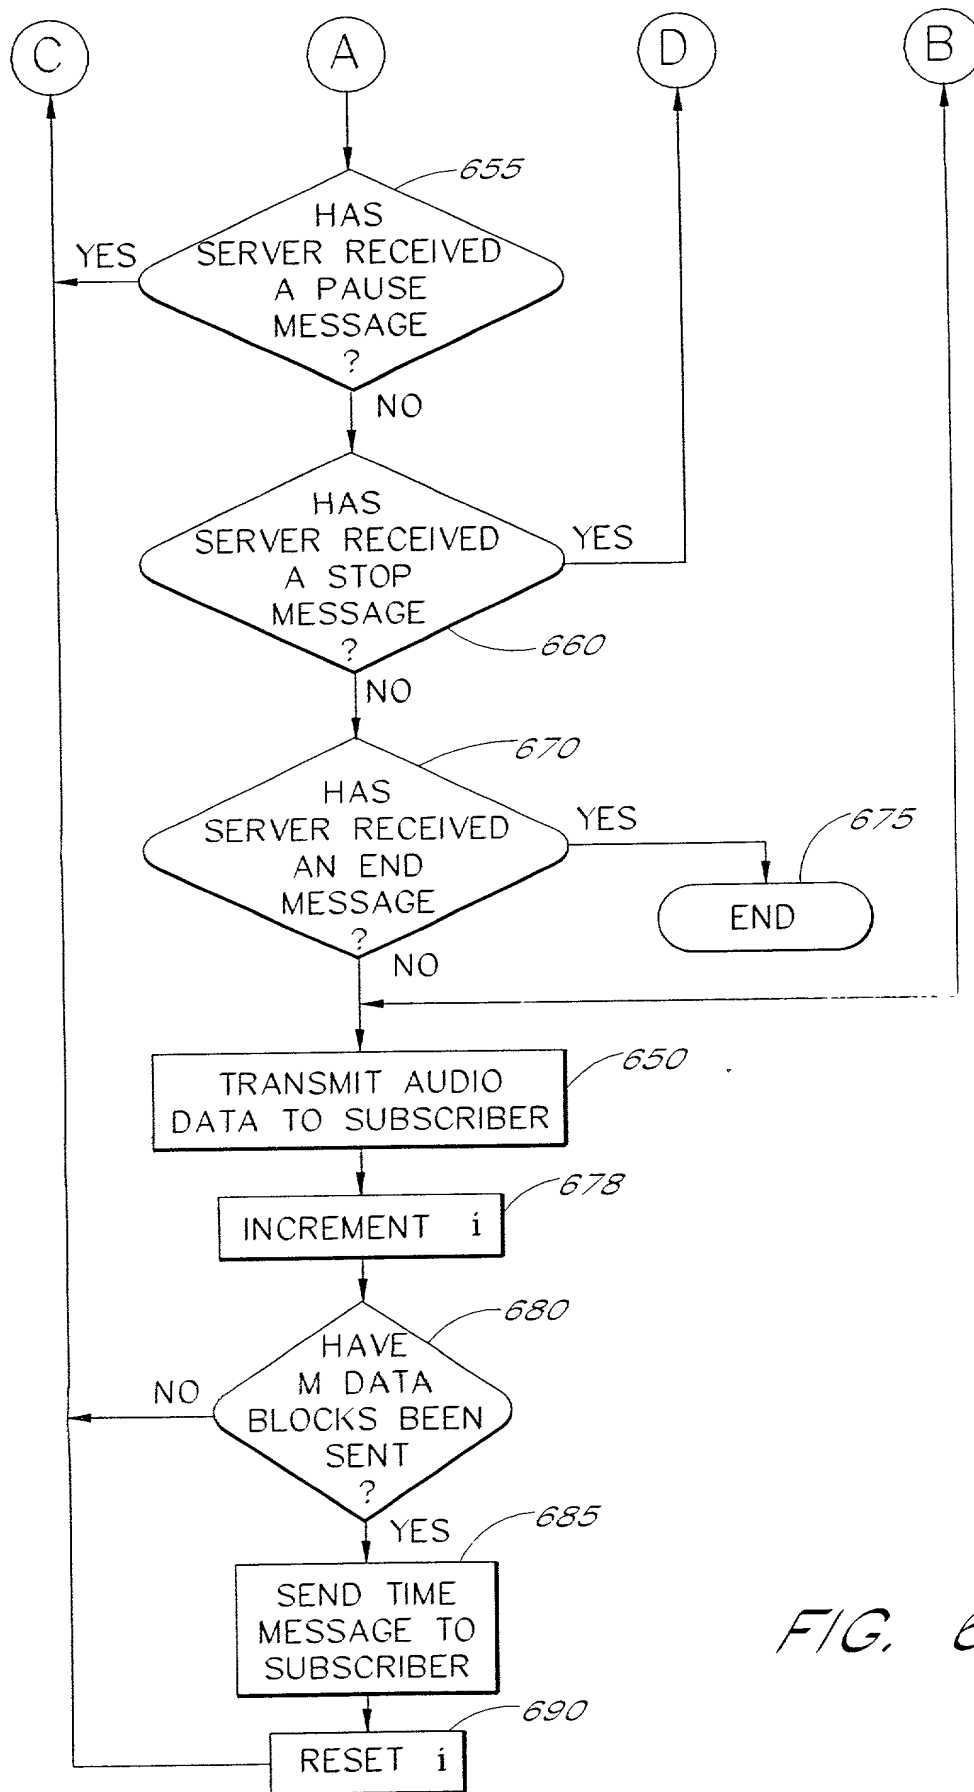 C
A
D
B
655
HAS
SERVER RECEIVED
A PAUSE
MESSAGE
?
YES
NO
HAS
SERVER RECEIVED
A STOP
MESSAGE
?
YES
660
NO
670
HAS
SERVER RECEIVED
AN END
MESSAGE
?
YES
675
END
NO
650
TRANSMIT AUDIO
DATA TO SUBSCRIBER
678
INCREMENT i
680
HAVE
M DATA
BLOCKS BEEN
SENT
?
NO
YES
685
SEND TIME
MESSAGE TO
SUBSCRIBER
690
RESET i
FIG. 6